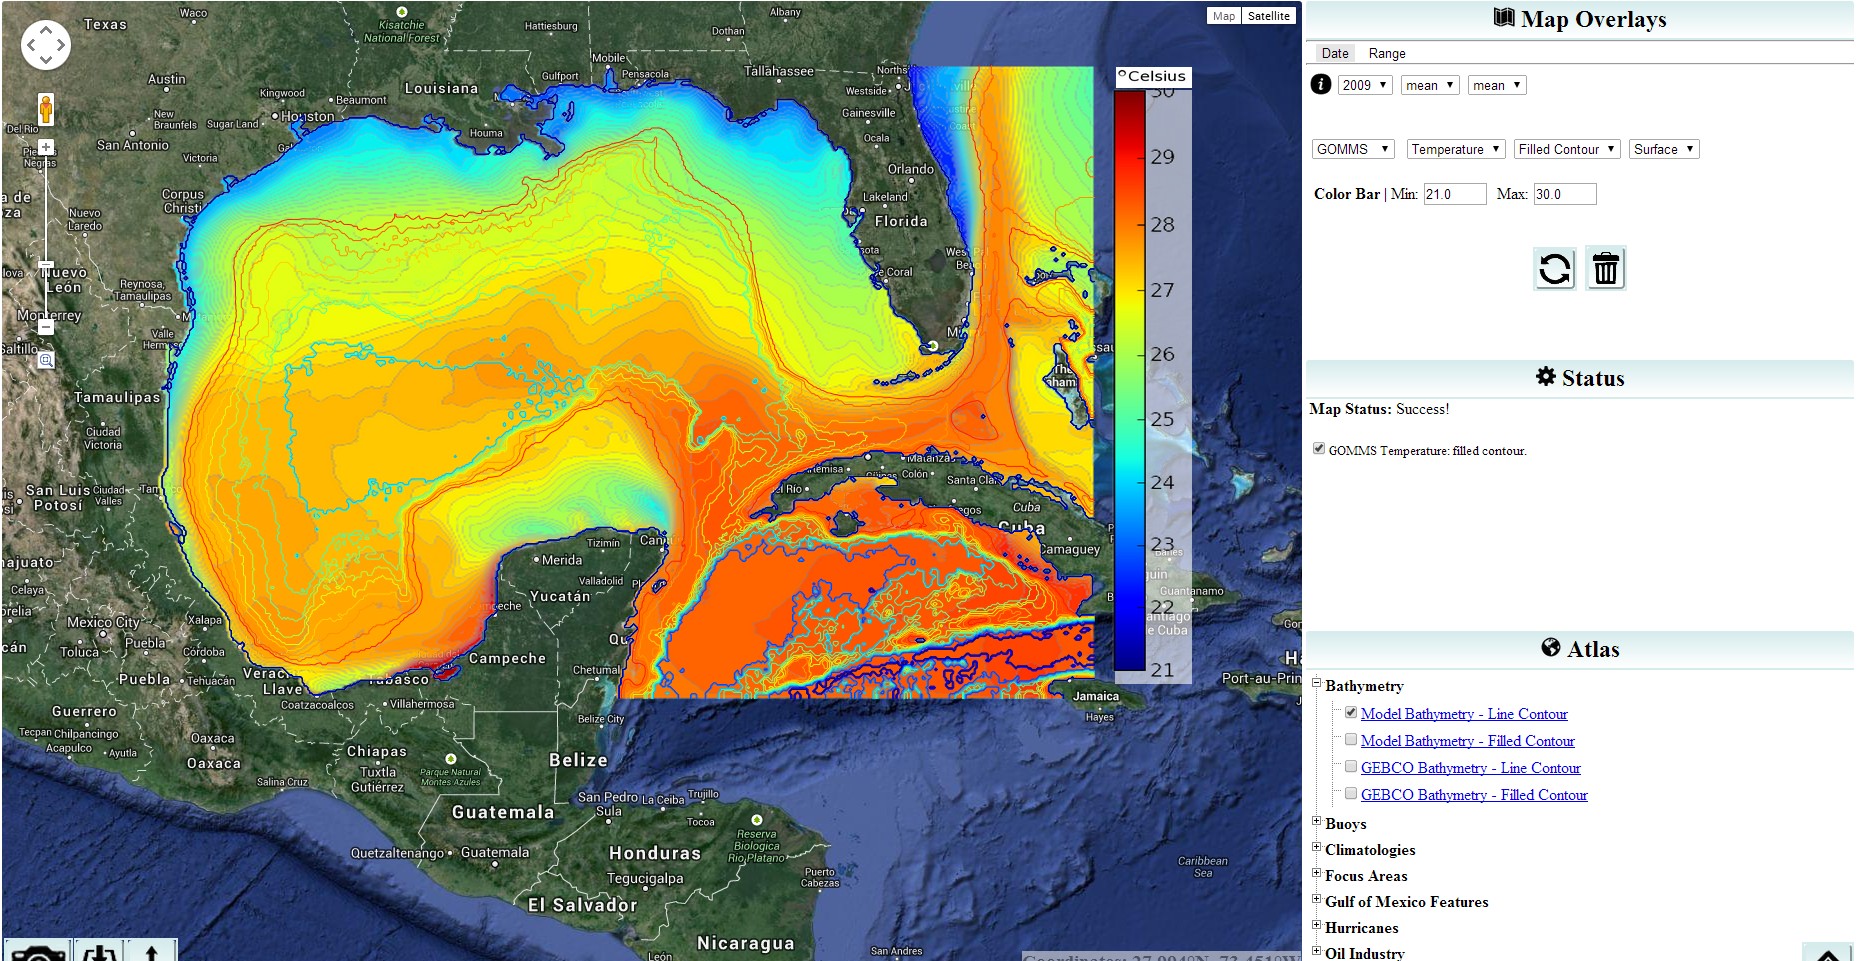 Map Satellite
Texas
Waco
Kisatchie
National Forest
Hattiesburg
Albany
Dothan
Mobile
Gulfport
Pensacola
Tallahassee
Austin
Louisiana
Kingwood
Beaumont
Houston
New
Braunfels
Sugar Land
San Antonio
Houma
Victoria
Corpus
Christi
Del Rio
Nuevo
Laredo
Nuevo
León
Reynosa,
Tamaulipas
Monterrey
Saltillo
Valle
Tamaulipas
Ciudad
Victoria
San Luis
Potosí
Ciudad
Valles
Westside
Gainesville
Ocala
Orlando
Lakeland
Florida
Mexico City
Toluca
Puebla
Puebla
Tehuacán
Xalapa
Córdoba
Llave
Coatzacoalcos
Tabasco
Villahermosa
Campeche
Merida
Tizimín
Valladolid
Yucatán
Chetumal
Celaya
Guerrero
Tecpan
Chilpancingo
Acapulco
Ayutla
Oaxaca
Oaxaca
Salina Cruz
Chiapas
Tuxtla
Gutiérrez
Parque Natural
Montes Azules
Belize City
Belize
Guatemala
San Pedro
Sula
La Ceiba
Trujillo
Tocoa
Reserva
Biologica
Rio Platano
Quetzaltenango
Guatemala
Honduras
Tegucigalpa
El Salvador
Puerto
Cabezas
Nicaragua
León
San Andres
Caribbean
Sea
Matanzas
Colón
Santa Cla
Cuba
Cuba
Camaguey
Guantanamo
Jamaica
Hayes
Port-au-Prin
°Celsius
30
29
28
27
26
25
24
23
22
21
Map Overlays
Date Range
2009 mean mean
GOMMS Temperature Filled Contour Surface
Color Bar | Min: 21.0 Max: 30.0
Status
Map Status: Success!
GOMMS Temperature: filled contour.
Atlas
Bathymetry
Model Bathymetry - Line Contour
Model Bathymetry - Filled Contour
GEBCO Bathymetry - Line Contour
GEBCO Bathymetry - Filled Contour
Buoys
Climatologies
Focus Areas
Gulf of Mexico Features
Hurricanes
Oil Industry